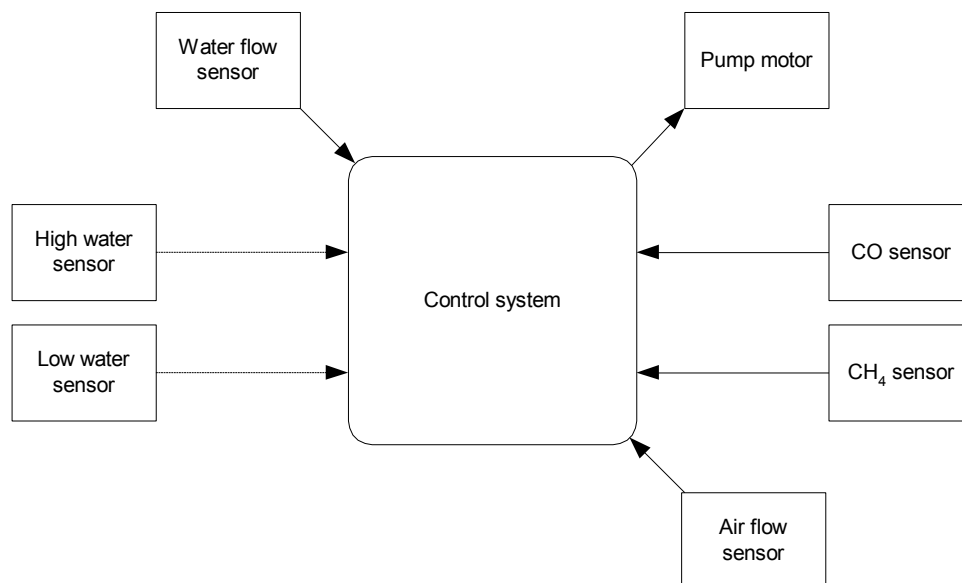 Water flow
sensor
Pump motor
High water
sensor
CO sensor
Control system
Low water
sensor
CH₄ sensor
Air flow
sensor